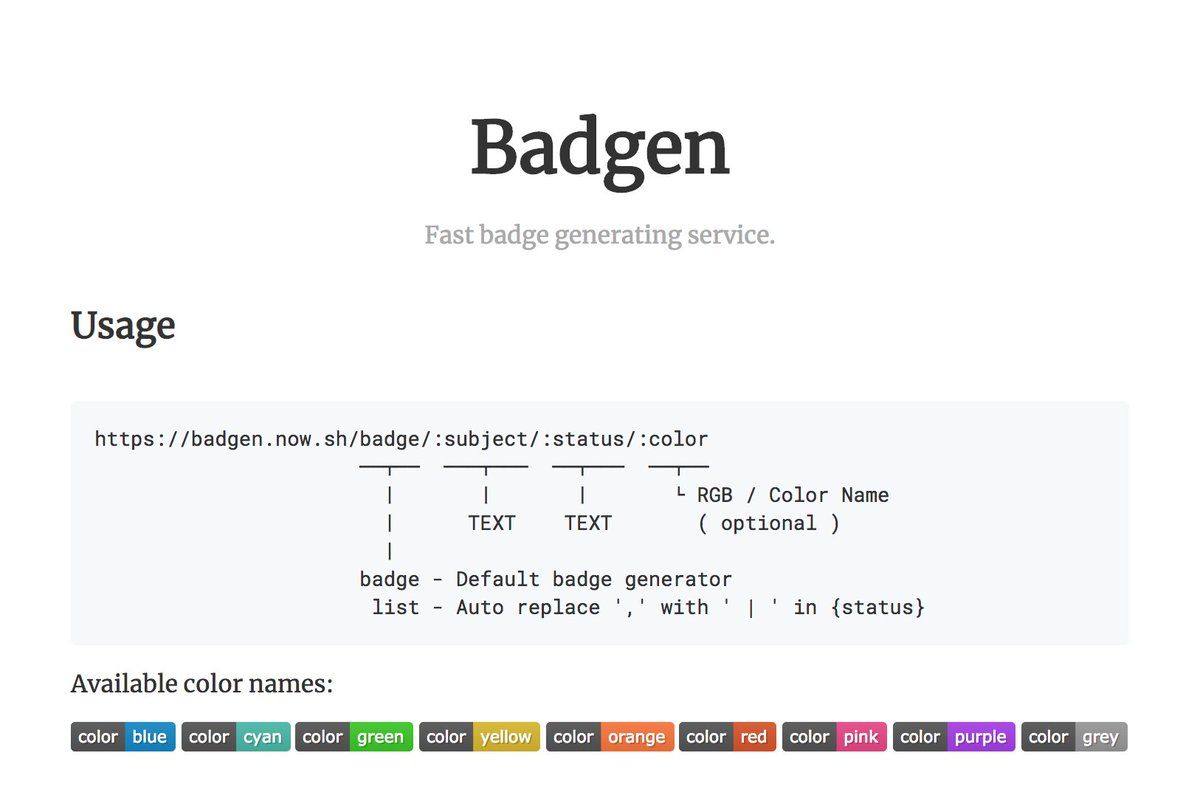 Badgen
Fast badge generating service.
Usage
https://badgen.now.sh/badge/:subject/:status/:color
──┬── ───┬─── ──┬─── ──┬──
| | | └ RGB / Color Name
| TEXT TEXT ( optional )
|
badge - Default badge generator
list - Auto replace ',' with ' | ' in {status}
Available color names:
color blue color cyan color green color yellow color orange color red color pink color purple color grey